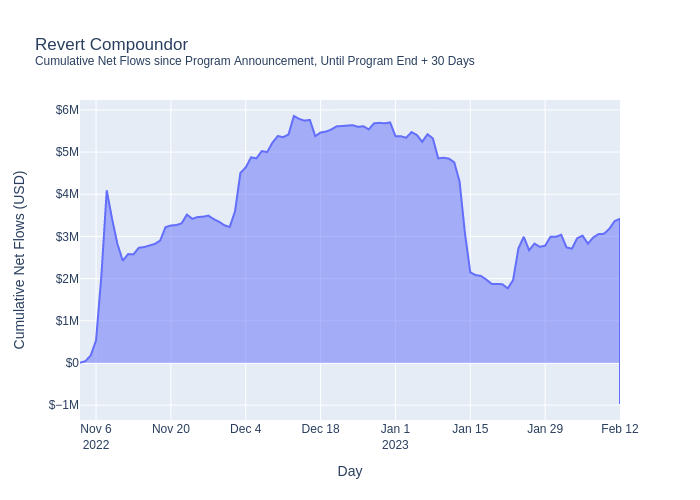 Revert Compoundor
Cumulative Net Flows since Program Announcement, Until Program End + 30 Days
Cumulative Net Flows (USD)
$6M
$5M
$4M
$3M
$2M
$1M
$0
$−1M
Nov 6
2022
Nov 20
Dec 4
Dec 18
Jan 1
2023
Jan 15
Jan 29
Feb 12
Day